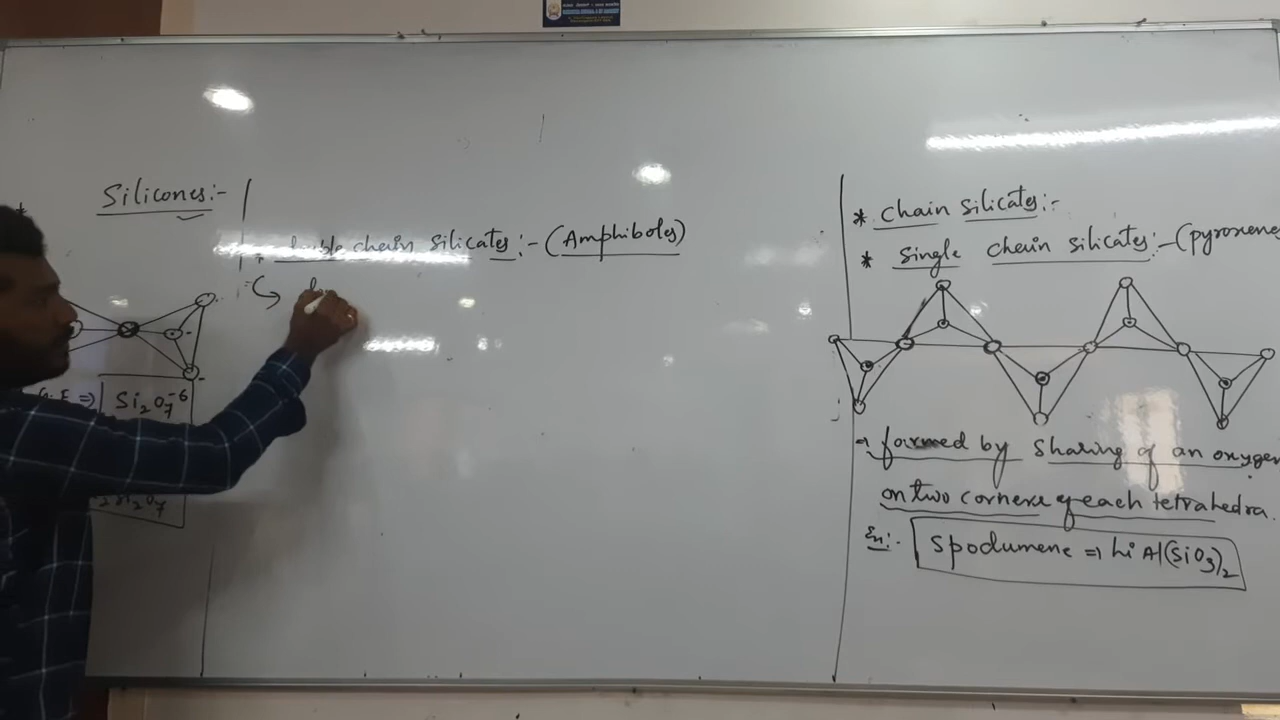 Silicones:-
G.F ⇒ Si₂O₇⁻⁶
Si₂O₇
double chain silicates:- (Amphiboles)
* chain silicates:-
* Single chain silicates:- (pyroxene
→ formed by Sharing of an oxygen
on two corners of each tetrahedra.
Ex:- Spodumene ⇒ Li Al(SiO₃)₂